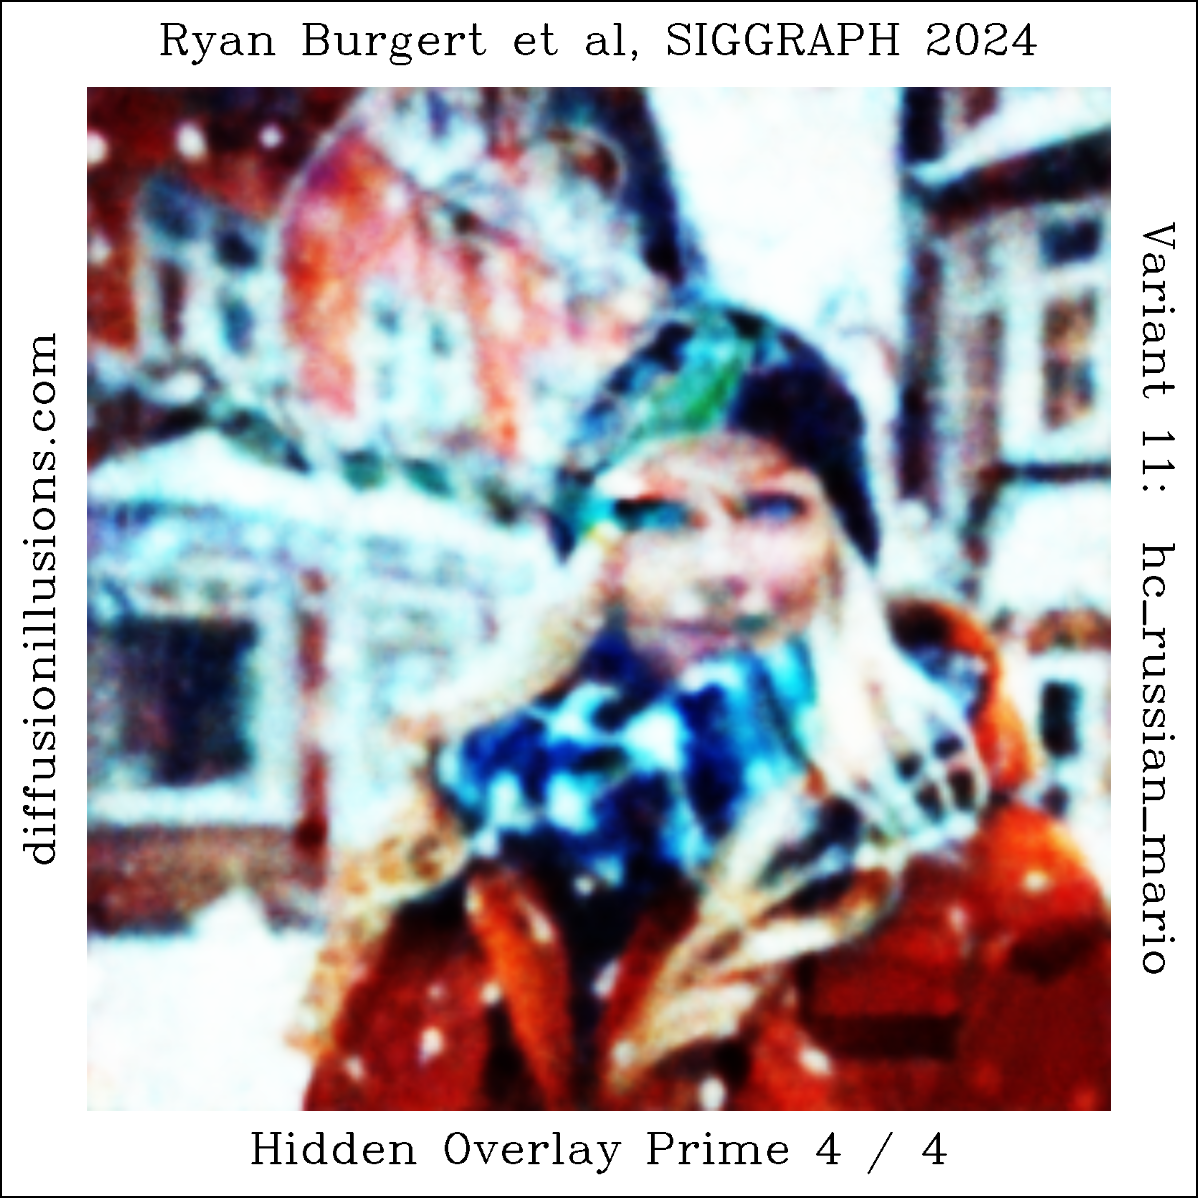 Ryan Burgert et al, SIGGRAPH 2024
diffusionillusions.com
Variant 11: hc_russian_mario
Hidden Overlay Prime 4 / 4